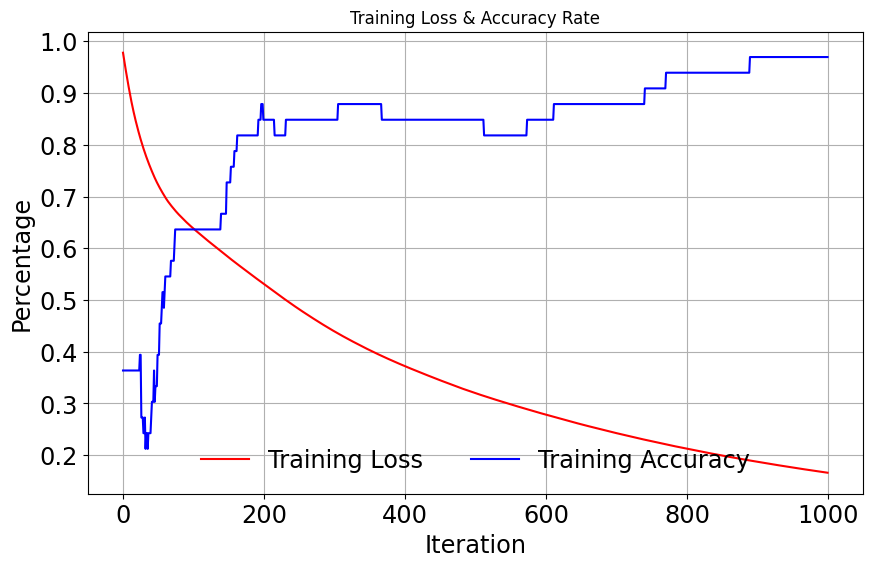 Training Loss & Accuracy Rate
1.0
0.9
0.8
0.7
0.6
0.5
0.4
0.3
0.2
Percentage
Training Loss
Training Accuracy
0 200 400 600 800 1000
Iteration